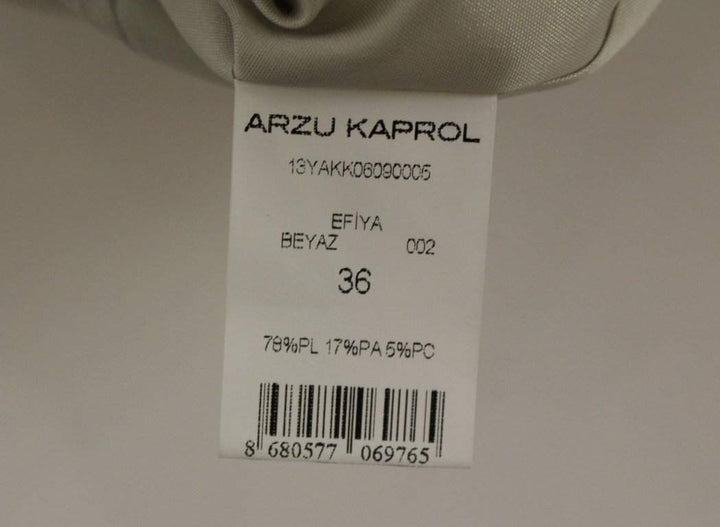 ARZU KAPROL
13YAKK06090005
EFİYA
BEYAZ 002
36
78%PL 17%PA 5%PC
8 680577 069765